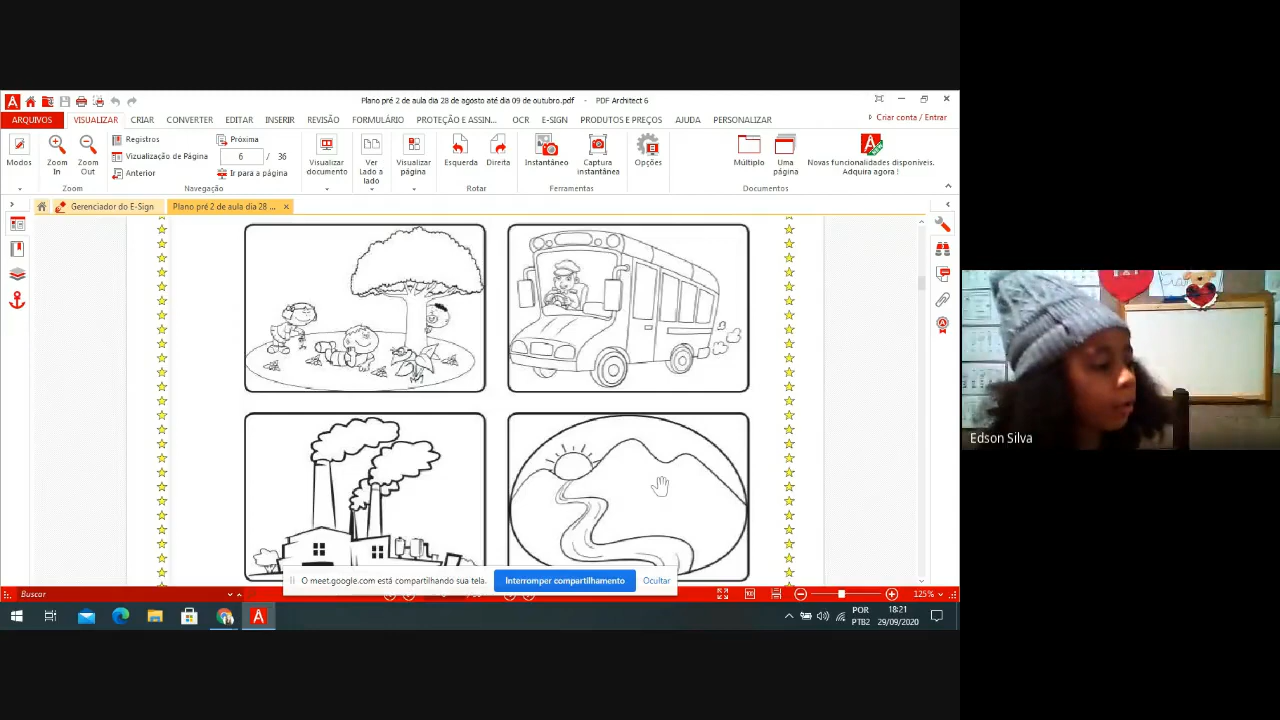 Plano pré 2 de aula dia 28 de agosto até dia 09 de outubro.pdf - PDF Architect 6
Criar conta / Entrar
ARQUIVOS VISUALIZAR CRIAR CONVERTER EDITAR INSERIR REVISÃO FORMULÁRIO PROTEÇÃO E ASSIN... OCR E-SIGN PRODUTOS E PREÇOS AJUDA PERSONALIZAR
Modos
Zoom In
Zoom Out
Zoom
Registros
Vizualização de Página
Anterior
Próxima
6 / 36
Ir para a página
Navegação
Visualizar documento
Ver Lado a lado
Visualizar página
Esquerda
Direita
Rotar
Instantâneo
Captura instantânea
Ferramentas
Opções
Múltiplo
Uma página
Documentos
NEW
Novas funcionalidades disponíveis.
Adquira agora !
Gerenciador do E-Sign
Plano pré 2 de aula dia 28 ... ×
Edson Silva
O meet.google.com está compartilhando sua tela.
Interromper compartilhamento
Ocultar
Buscar
125%
POR
PTB2
18:21
29/09/2020